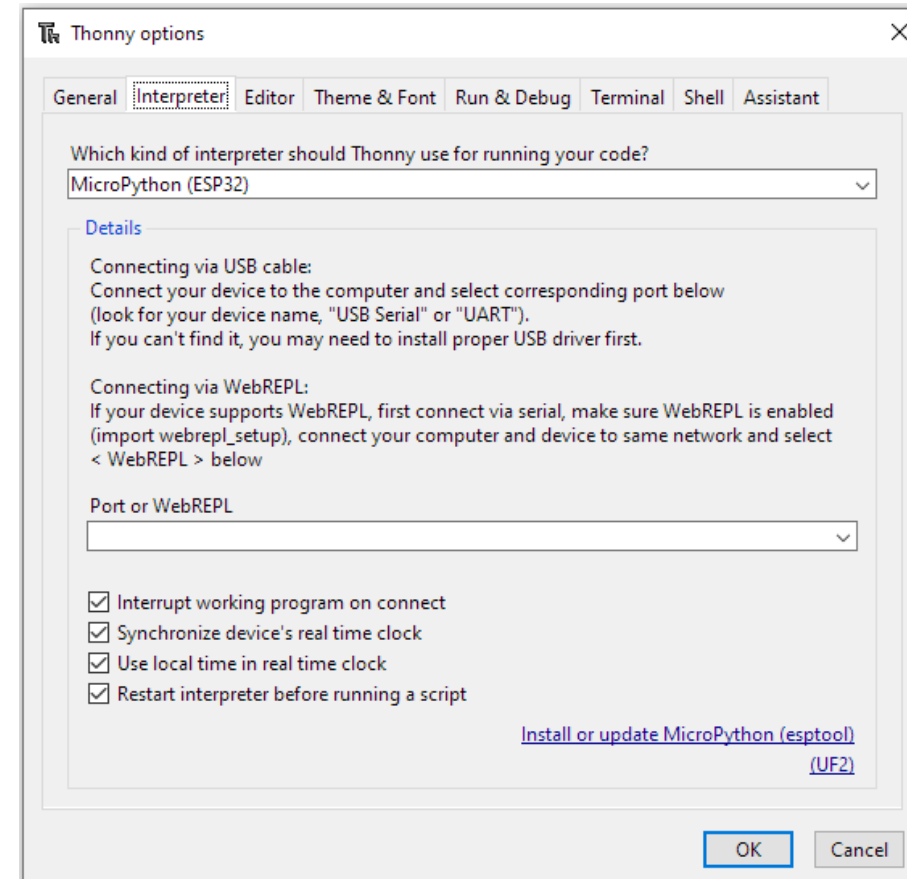 Thonny options
General Interpreter Editor Theme & Font Run & Debug Terminal Shell Assistant
Which kind of interpreter should Thonny use for running your code?
MicroPython (ESP32)
Details
Connecting via USB cable:
Connect your device to the computer and select corresponding port below
(look for your device name, "USB Serial" or "UART").
If you can't find it, you may need to install proper USB driver first.
Connecting via WebREPL:
If your device supports WebREPL, first connect via serial, make sure WebREPL is enabled
(import webrepl_setup), connect your computer and device to same network and select
< WebREPL > below
Port or WebREPL
Interrupt working program on connect
Synchronize device's real time clock
Use local time in real time clock
Restart interpreter before running a script
Install or update MicroPython (esptool)
(UF2)
OK Cancel